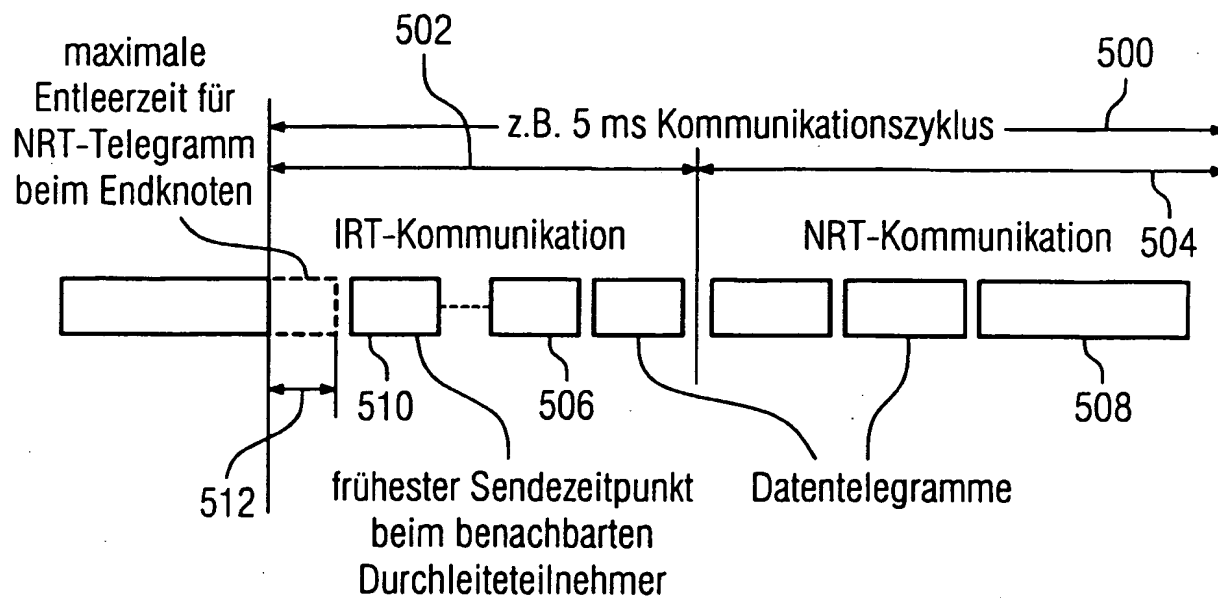 maximale
Entleerzeit für
NRT-Telegramm
beim Endknoten
502
500
z.B. 5 ms Kommunikationszyklus
IRT-Kommunikation
NRT-Kommunikation
504
510
506
508
512
frühester Sendezeitpunkt
beim benachbarten
Durchleiteteilnehmer
Datentelegramme